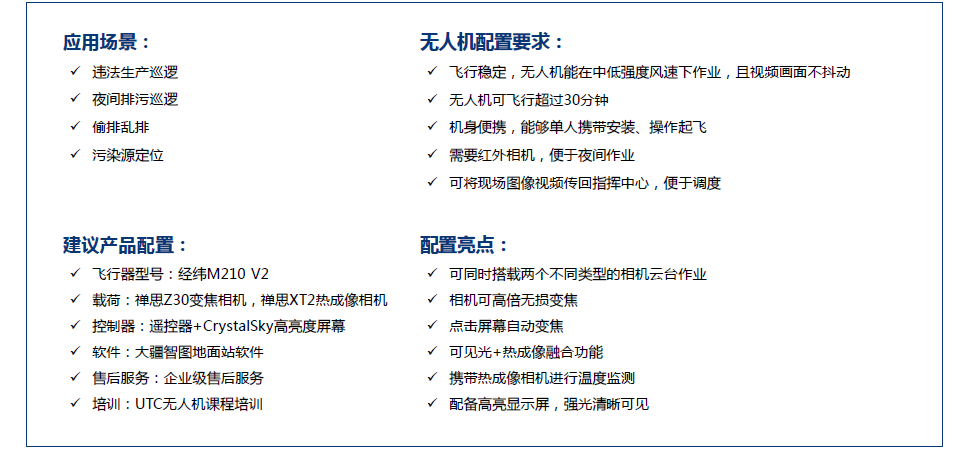 应用场景：
违法生产巡逻
夜间排污巡逻
偷排乱排
污染源定位
无人机配置要求：
飞行稳定，无人机能在中低强度风速下作业，且视频画面不抖动
无人机可飞行超过30分钟
机身便携，能够单人携带安装、操作起飞
需要红外相机，便于夜间作业
可将现场图像视频传回指挥中心，便于调度
建议产品配置：
飞行器型号：经纬M210 V2
载荷：禅思Z30变焦相机，禅思XT2热成像相机
控制器：遥控器+CrystalSky高亮度屏幕
软件：大疆智图地面站软件
售后服务：企业级售后服务
培训：UTC无人机课程培训
配置亮点：
可同时搭载两个不同类型的相机云台作业
相机可高倍无损变焦
点击屏幕自动变焦
可见光+热成像融合功能
携带热成像相机进行温度监测
配备高亮显示屏，强光清晰可见